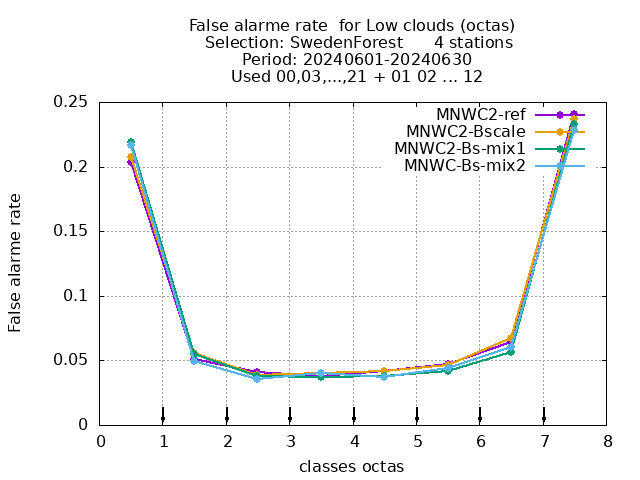 False alarme rate  for Low clouds (octas)
Selection: SwedenForest      4 stations
Period: 20240601-20240630
Used 00,03,...,21 + 01 02 ... 12
MNWC2-ref
MNWC2-Bscale
MNWC2-Bs-mix1
MNWC-Bs-mix2
False alarme rate
0.25
0.2
0.15
0.1
0.05
0
0 1 2 3 4 5 6 7 8
classes octas